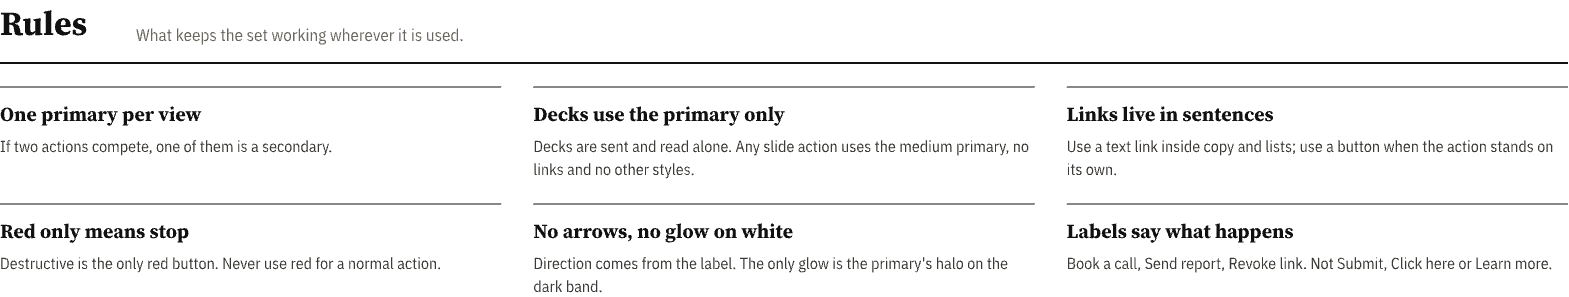 Rules
What keeps the set working wherever it is used.
One primary per view
If two actions compete, one of them is a secondary.
Decks use the primary only
Decks are sent and read alone. Any slide action uses the medium primary, no
links and no other styles.
Links live in sentences
Use a text link inside copy and lists; use a button when the action stands on
its own.
Red only means stop
Destructive is the only red button. Never use red for a normal action.
No arrows, no glow on white
Direction comes from the label. The only glow is the primary's halo on the
dark band.
Labels say what happens
Book a call, Send report, Revoke link. Not Submit, Click here or Learn more.